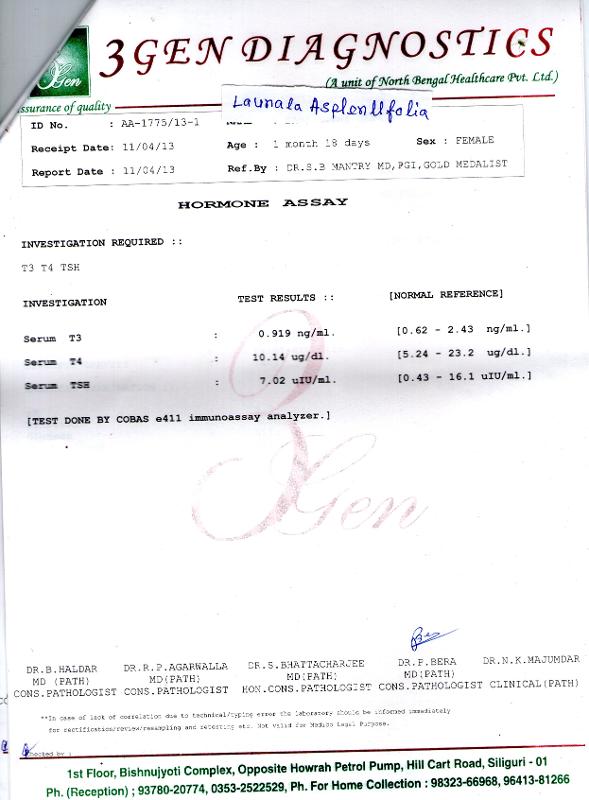 3Gen
3GEN DIAGNOSTICS
(A unit of North Bengal Healthcare Pvt. Ltd.)
ssurance of quality
Launala Asplenllfolia
ID No. : AA-1775/13-1
Receipt Date: 11/04/13 Age : 1 month 18 days Sex : FEMALE
Report Date : 11/04/13 Ref.By : DR.S.B MANTRY MD,PGI,GOLD MEDALIST
HORMONE ASSAY
INVESTIGATION REQUIRED ::
T3 T4 TSH
INVESTIGATION TEST RESULTS :: [NORMAL REFERENCE]
Serum T3 : 0.919 ng/ml. [0.62 - 2.43 ng/ml.]
Serum T4 : 10.14 ug/dl. [5.24 - 23.2 ug/dl.]
Serum TSH : 7.02 uIU/ml. [0.43 - 16.1 uIU/ml.]
[TEST DONE BY COBAS e411 immunoassay analyzer.]
3Gen
DR.B.HALDAR DR.R.P.AGARWALLA DR.S.BHATTACHARJEE DR.P.BERA DR.N.K.MAJUMDAR
MD (PATH) MD(PATH) MD(PATH) MD(PATH)
CONS.PATHOLOGIST CONS.PATHOLOGIST HON.CONS.PATHOLOGIST CONS.PATHOLOGIST CLINICAL(PATH)
**In case of lack of correlation due to technical/typing error the laboratory should be informed immediately
for rectification/review/resampling and retesting etc. Not Valid for Medico Legal Purpose.
hecked by :
1st Floor, Bishnujyoti Complex, Opposite Howrah Petrol Pump, Hill Cart Road, Siliguri - 01
Ph. (Reception) ; 93780-20774, 0353-2522529, Ph. For Home Collection : 98323-66968, 96413-81266